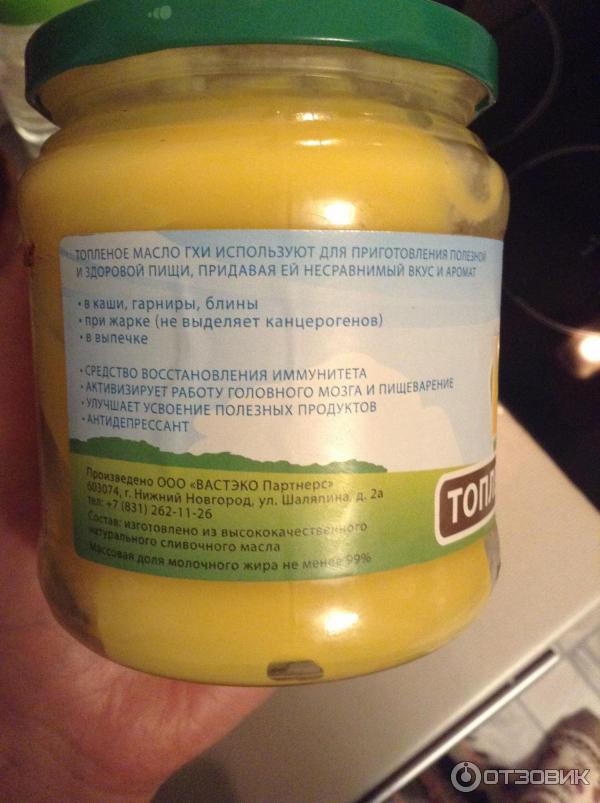 ТОПЛЕНОЕ МАСЛО ГХИ ИСПОЛЬЗУЮТ ДЛЯ ПРИГОТОВЛЕНИЯ ПОЛЕЗНОЙ
И ЗДОРОВОЙ ПИЩИ, ПРИДАВАЯ ЕЙ НЕСРАВНИМЫЙ ВКУС И АРОМАТ
• в каши, гарниры, блины
• при жарке (не выделяет канцерогенов)
• в выпечке
• СРЕДСТВО ВОССТАНОВЛЕНИЯ ИММУНИТЕТА
• АКТИВИЗИРУЕТ РАБОТУ ГОЛОВНОГО МОЗГА И ПИЩЕВАРЕНИЕ
• УЛУЧШАЕТ УСВОЕНИЕ ПОЛЕЗНЫХ ПРОДУКТОВ
• АНТИДЕПРЕССАНТ
Произведено ООО «ВАСТЭКО Партнерс»
603074, г. Нижний Новгород, ул. Шаляпина, д. 2а
тел: +7 (831) 262-11-26
Состав: изготовлено из высококачественного
натурального сливочного масла
Массовая доля молочного жира не менее 99%
ТОПЛ
ОТЗОВИК